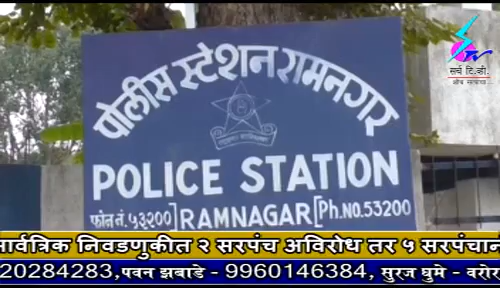 सर्च टि.व्ही.
पोलीस स्टेशन रामनगर
POLICE STATION
फोन नं. ५३२०० ] RAMNAGAR [ Ph.NO.53200
सार्वत्रिक निवडणुकीत २ सरपंच अविरोध तर ५ सरपंचान
20284283,पवन झबाडे - 9960146384, सुरज घुमे - वरोर